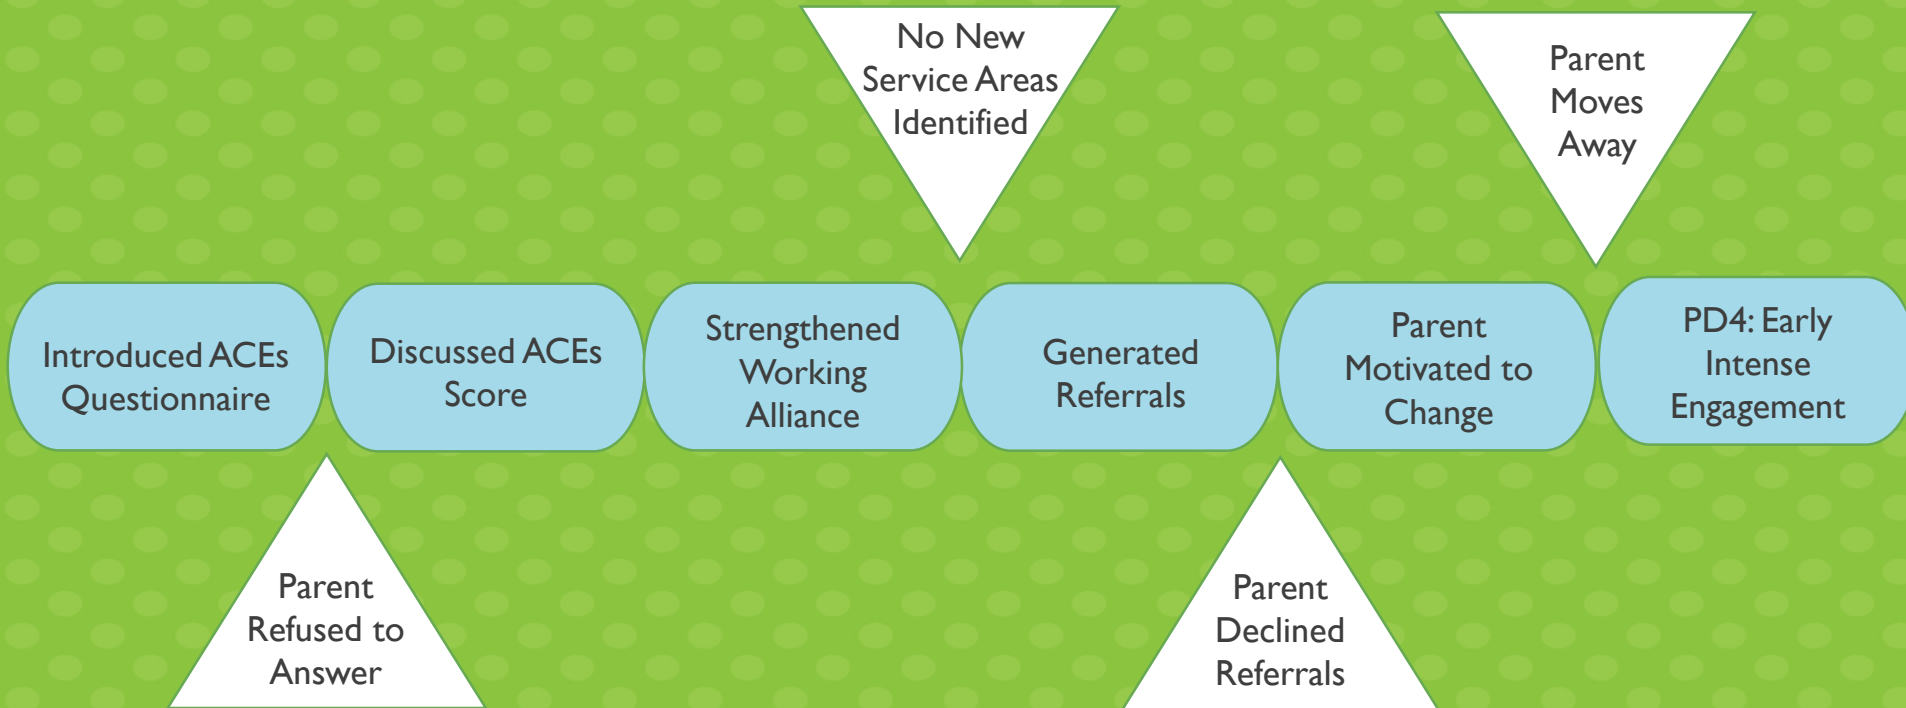 No New
Service Areas
Identified
Parent
Moves
Away
Introduced ACEs
Questionnaire
Discussed ACEs
Score
Strengthened
Working
Alliance
Generated
Referrals
Parent
Motivated to
Change
PD4: Early
Intense
Engagement
Parent
Refused to
Answer
Parent
Declined
Referrals